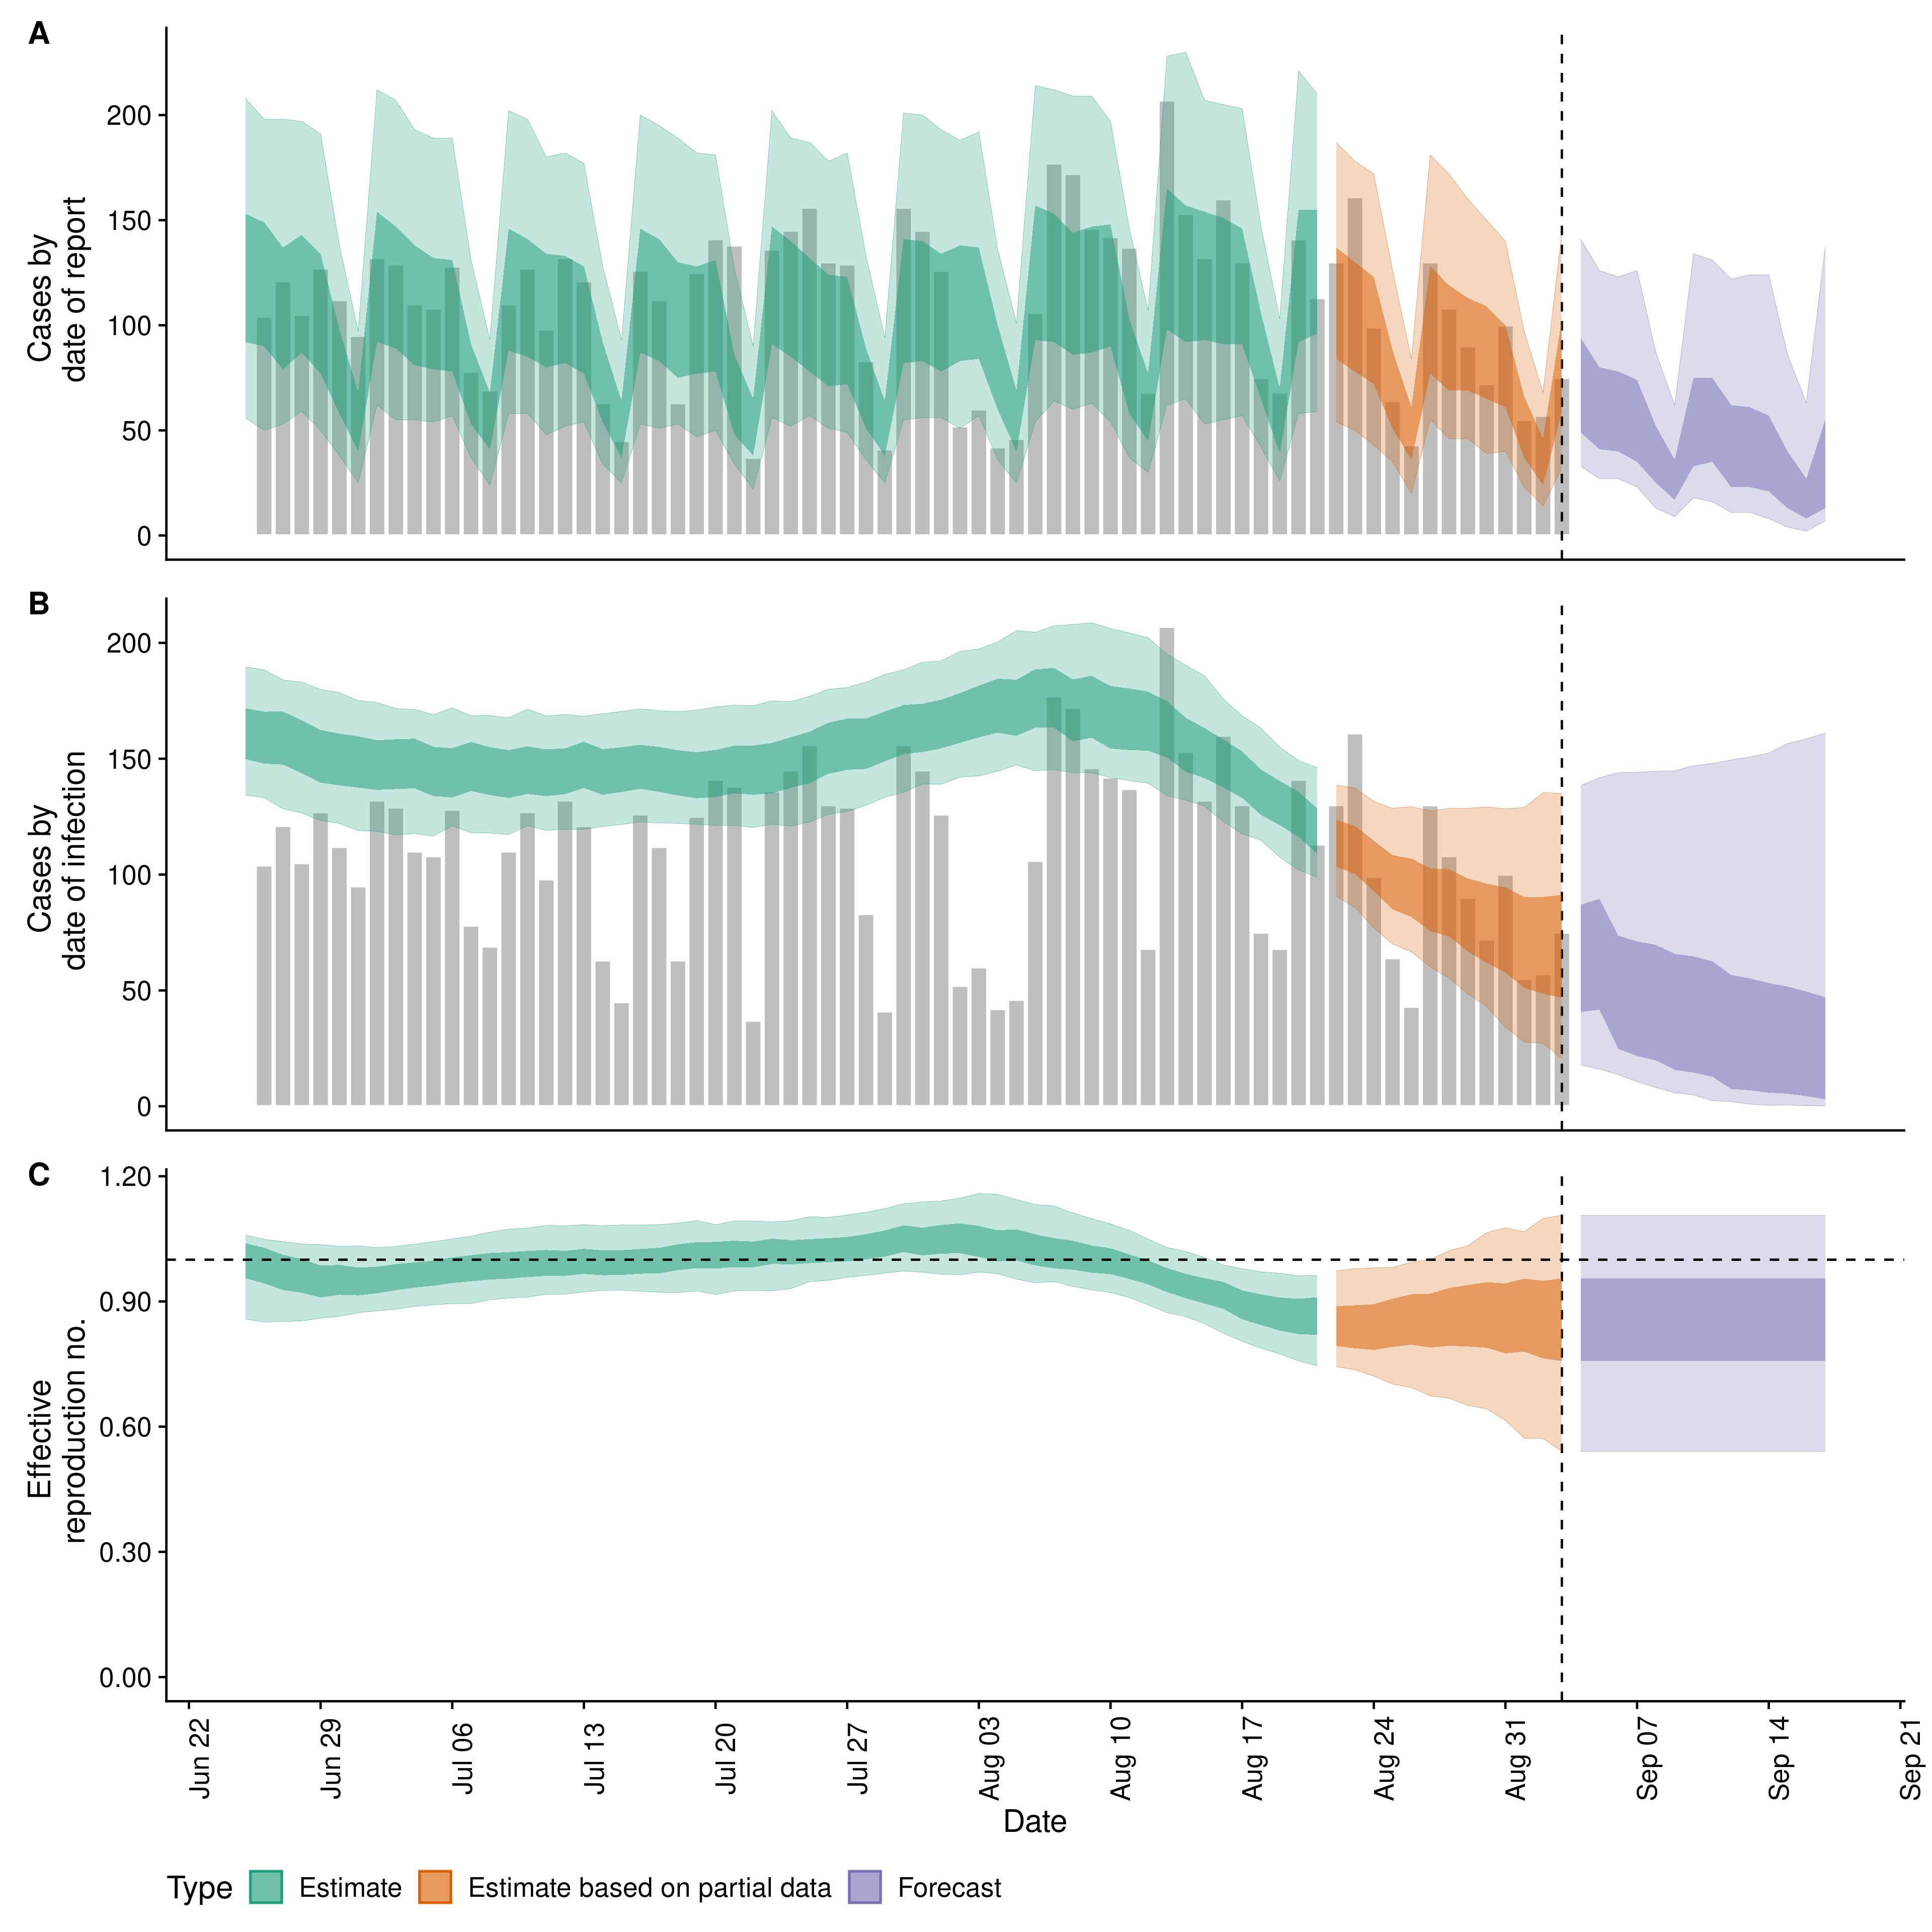 A
Cases by
date of report
200
150
100
50
0
B
Cases by
date of infection
200
150
100
50
0
C
Effective
reproduction no.
1.20
0.90
0.60
0.30
0.00
Jun 22
Jun 29
Jul 06
Jul 13
Jul 20
Jul 27
Aug 03
Aug 10
Aug 17
Aug 24
Aug 31
Sep 07
Sep 14
Sep 21
Date
Type
Estimate
Estimate based on partial data
Forecast